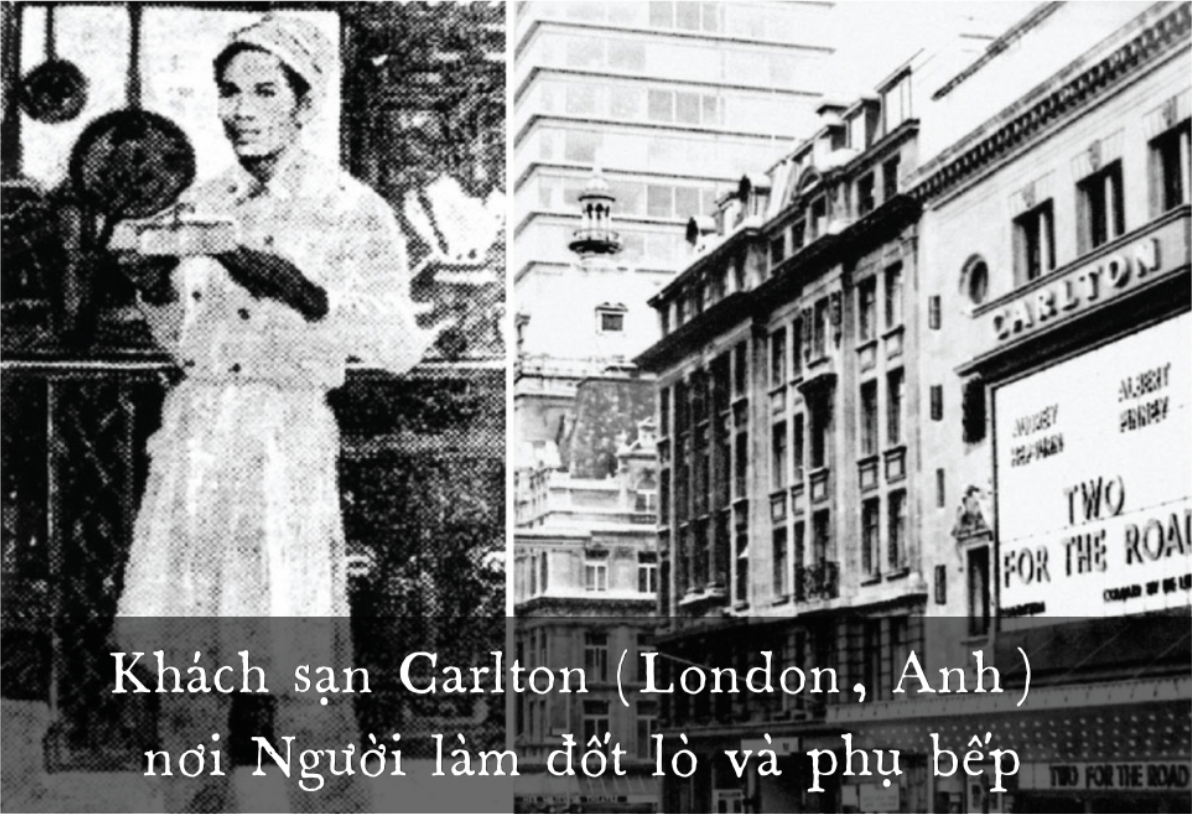 CARLTON
AUDREY
HEPBURN
ALBERT
FINNEY
TWO
FOR THE ROAD
TWO FOR THE ROAD
Khách sạn Carlton (London, Anh)
nơi Người làm đốt lò và phụ bếp